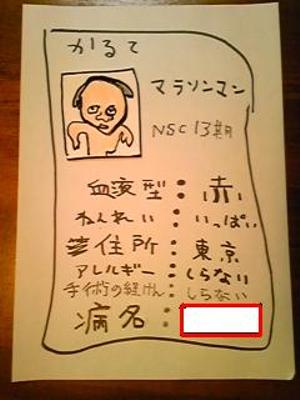 かるて
マラソンマン
NSC 13期
血液型：赤
ねんれい：いっぱい
住所：東京
アレルギー：しらない
手術の経けん：しらない
病名：